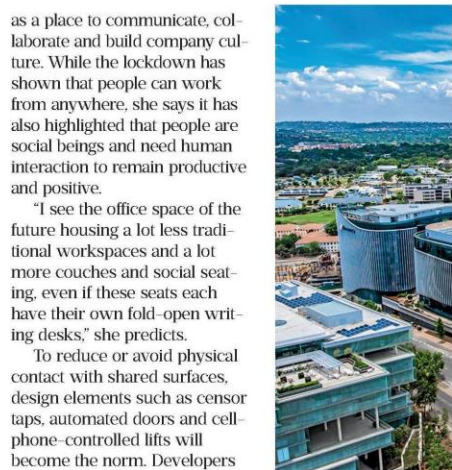 as a place to communicate, col-
laborate and build company cul-
ture. While the lockdown has
shown that people can work
from anywhere, she says it has
also highlighted that people are
social beings and need human
interaction to remain productive
and positive.
"I see the office space of the
future housing a lot less tradi-
tional workspaces and a lot
more couches and social seat-
ing, even if these seats each
have their own fold-open writ-
ing desks," she predicts.
To reduce or avoid physical
contact with shared surfaces,
design elements such as censor
taps, automated doors and cell-
phone-controlled lifts will
become the norm. Developers